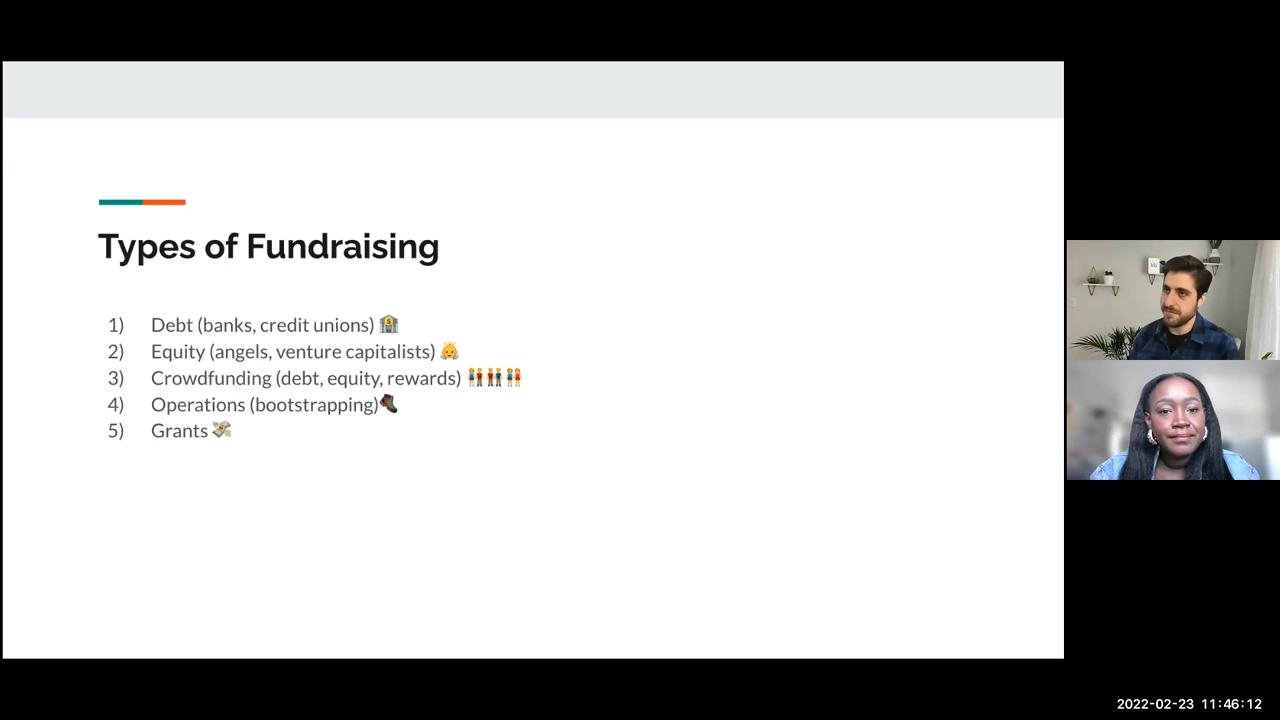 Types of Fundraising
1) Debt (banks, credit unions) 🏦
2) Equity (angels, venture capitalists) 👼
3) Crowdfunding (debt, equity, rewards) 👫👬👫
4) Operations (bootstrapping)🥾
5) Grants 💸
2022-02-23 11:46:12